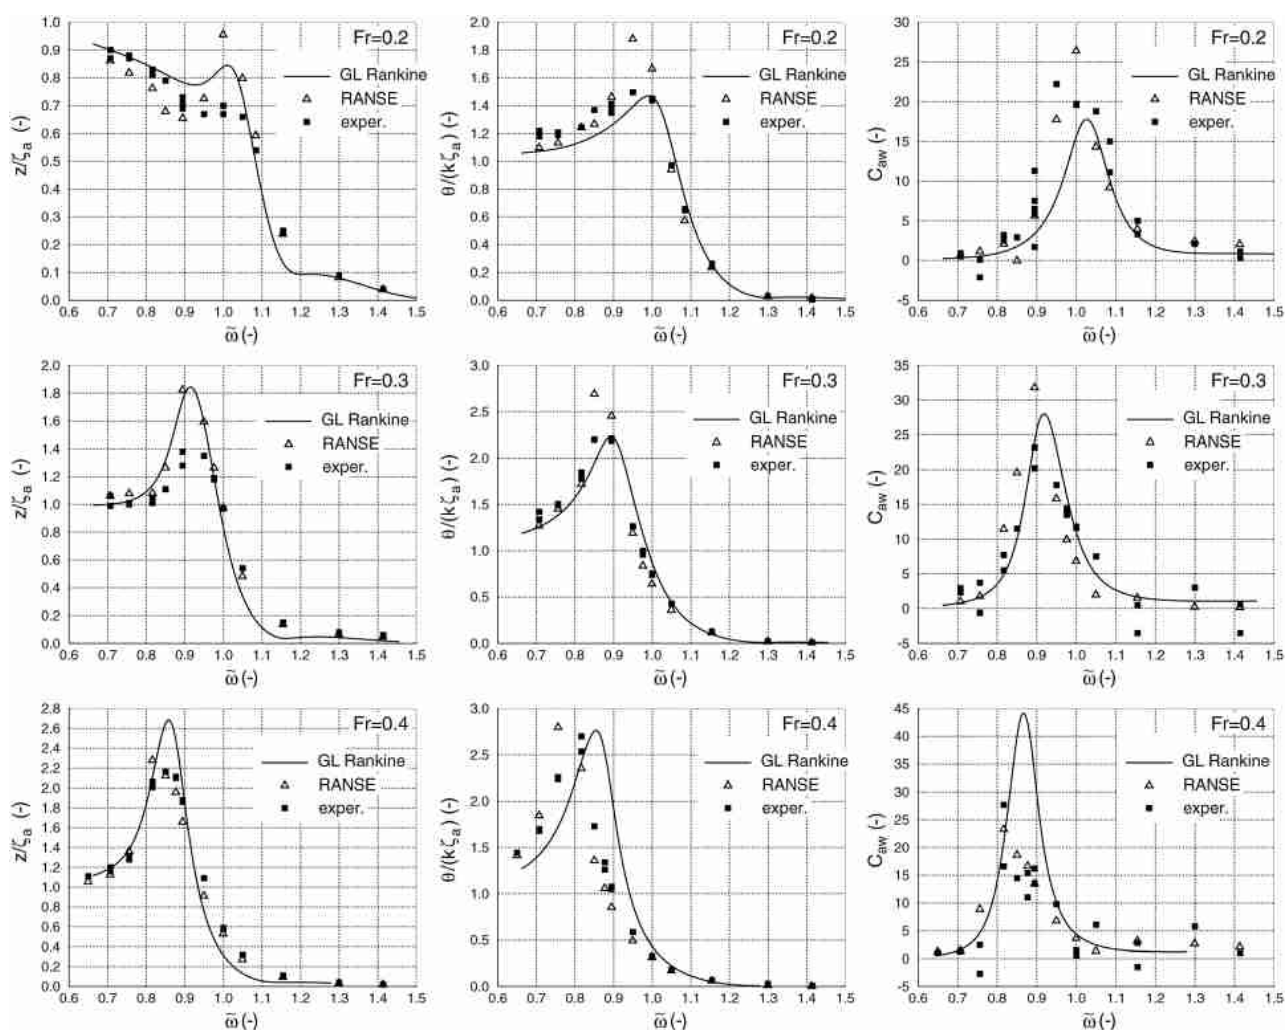 1.0
0.9
0.8
0.7
0.6
0.5
0.4
0.3
0.2
0.1
0.0
z/ζa (-)
0.6 0.7 0.8 0.9 1.0 1.1 1.2 1.3 1.4 1.5
ω̃ (-)
Fr=0.2
GL Rankine
RANSE
exper.
2.0
1.8
1.6
1.4
1.2
1.0
0.8
0.6
0.4
0.2
0.0
θ/(kζa) (-)
0.6 0.7 0.8 0.9 1.0 1.1 1.2 1.3 1.4 1.5
ω̃ (-)
Fr=0.2
GL Rankine
RANSE
exper.
30
25
20
15
10
5
0
-5
Caw (-)
0.6 0.7 0.8 0.9 1.0 1.1 1.2 1.3 1.4 1.5
ω̃ (-)
Fr=0.2
GL Rankine
RANSE
exper.
2.0
1.8
1.6
1.4
1.2
1.0
0.8
0.6
0.4
0.2
0.0
z/ζa (-)
0.6 0.7 0.8 0.9 1.0 1.1 1.2 1.3 1.4 1.5
ω̃ (-)
Fr=0.3
GL Rankine
RANSE
exper.
3.0
2.5
2.0
1.5
1.0
0.5
0.0
θ/(kζa) (-)
0.6 0.7 0.8 0.9 1.0 1.1 1.2 1.3 1.4 1.5
ω̃ (-)
Fr=0.3
GL Rankine
RANSE
exper.
35
30
25
20
15
10
5
0
-5
Caw (-)
0.6 0.7 0.8 0.9 1.0 1.1 1.2 1.3 1.4 1.5
ω̃ (-)
Fr=0.3
GL Rankine
RANSE
exper.
2.8
2.6
2.4
2.2
2.0
1.8
1.6
1.4
1.2
1.0
0.8
0.6
0.4
0.2
0.0
z/ζa (-)
0.6 0.7 0.8 0.9 1.0 1.1 1.2 1.3 1.4 1.5
ω̃ (-)
Fr=0.4
GL Rankine
RANSE
exper.
3.0
2.5
2.0
1.5
1.0
0.5
0.0
θ/(kζa) (-)
0.6 0.7 0.8 0.9 1.0 1.1 1.2 1.3 1.4 1.5
ω̃ (-)
Fr=0.4
GL Rankine
RANSE
exper.
45
40
35
30
25
20
15
10
5
0
-5
Caw (-)
0.6 0.7 0.8 0.9 1.0 1.1 1.2 1.3 1.4 1.5
ω̃ (-)
Fr=0.4
GL Rankine
RANSE
exper.